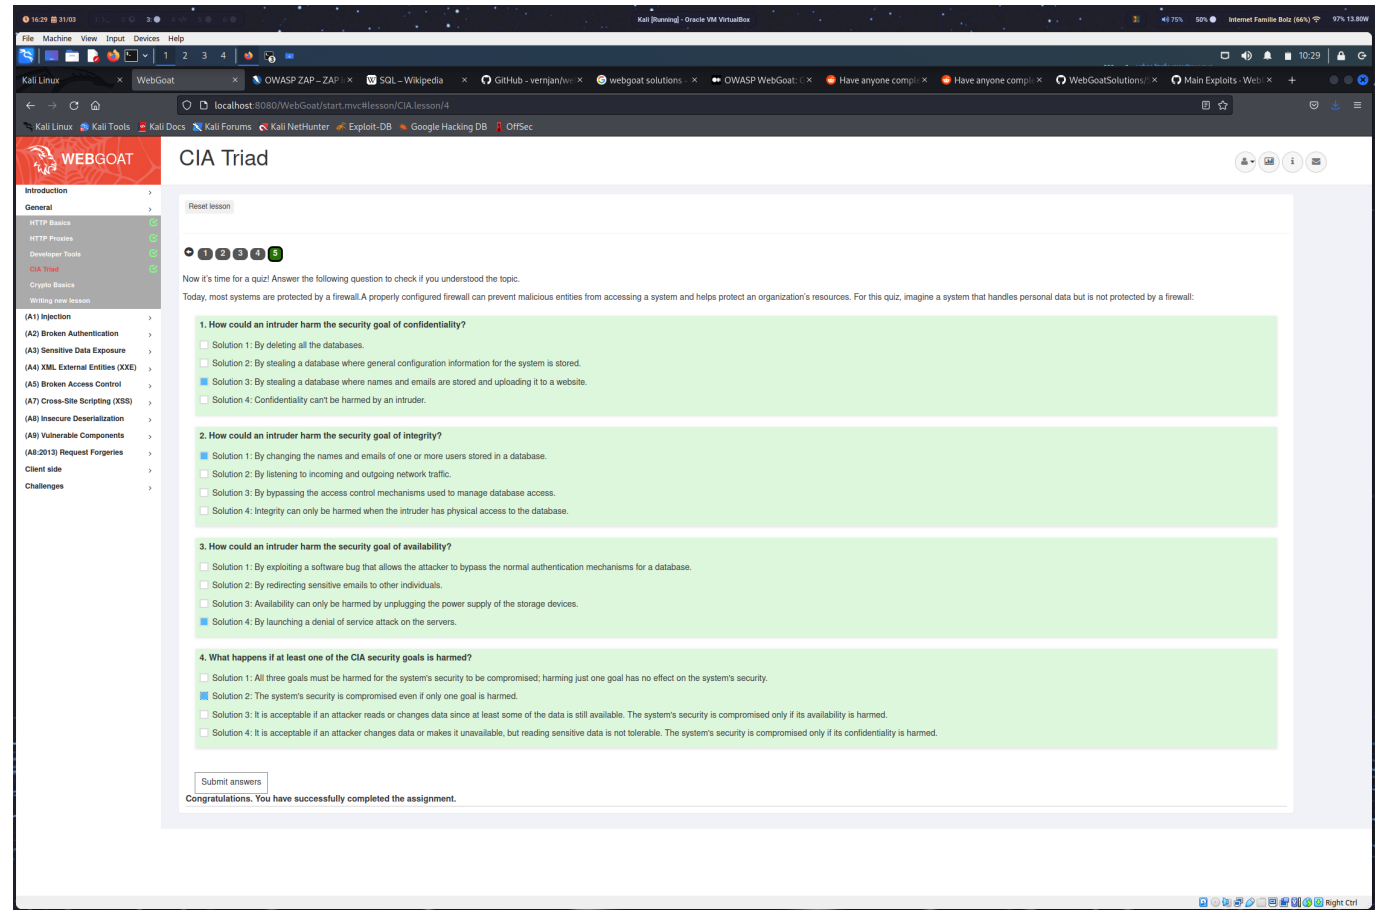 16:29 31/03
3:
Kali [Running] - Oracle VM VirtualBox
75% 50% Internet Familie Bolz (66%) 97% 13.80W
File Machine View Input Devices Help
1 2 3 4
10:29
Kali Linux
WebGoat
OWASP ZAP – ZAP
SQL – Wikipedia
GitHub - vernjan/we
webgoat solutions -
OWASP WebGoat:
Have anyone compl
Have anyone compl
WebGoatSolutions/
Main Exploits · Web
localhost:8080/WebGoat/start.mvc#lesson/CIA.lesson/4
Kali Linux Kali Tools Kali Docs Kali Forums Kali NetHunter Exploit-DB Google Hacking DB OffSec
WEBGOAT
CIA Triad
Introduction
General
HTTP Basics
HTTP Proxies
Developer Tools
CIA Triad
Crypto Basics
Writing new lesson
(A1) Injection
(A2) Broken Authentication
(A3) Sensitive Data Exposure
(A4) XML External Entities (XXE)
(A5) Broken Access Control
(A7) Cross-Site Scripting (XSS)
(A8) Insecure Deserialization
(A9) Vulnerable Components
(A8:2013) Request Forgeries
Client side
Challenges
Reset lesson
1 2 3 4 5
Now it's time for a quiz! Answer the following question to check if you understood the topic.
Today, most systems are protected by a firewall.A properly configured firewall can prevent malicious entities from accessing a system and helps protect an organization's resources. For this quiz, imagine a system that handles personal data but is not protected by a firewall:
1. How could an intruder harm the security goal of confidentiality?
Solution 1: By deleting all the databases.
Solution 2: By stealing a database where general configuration information for the system is stored.
Solution 3: By stealing a database where names and emails are stored and uploading it to a website.
Solution 4: Confidentiality can't be harmed by an intruder.
2. How could an intruder harm the security goal of integrity?
Solution 1: By changing the names and emails of one or more users stored in a database.
Solution 2: By listening to incoming and outgoing network traffic.
Solution 3: By bypassing the access control mechanisms used to manage database access.
Solution 4: Integrity can only be harmed when the intruder has physical access to the database.
3. How could an intruder harm the security goal of availability?
Solution 1: By exploiting a software bug that allows the attacker to bypass the normal authentication mechanisms for a database.
Solution 2: By redirecting sensitive emails to other individuals.
Solution 3: Availability can only be harmed by unplugging the power supply of the storage devices.
Solution 4: By launching a denial of service attack on the servers.
4. What happens if at least one of the CIA security goals is harmed?
Solution 1: All three goals must be harmed for the system's security to be compromised; harming just one goal has no effect on the system's security.
Solution 2: The system's security is compromised even if only one goal is harmed.
Solution 3: It is acceptable if an attacker reads or changes data since at least some of the data is still available. The system's security is compromised only if its availability is harmed.
Solution 4: It is acceptable if an attacker changes data or makes it unavailable, but reading sensitive data is not tolerable. The system's security is compromised only if its confidentiality is harmed.
Submit answers
Congratulations. You have successfully completed the assignment.
Right Ctrl